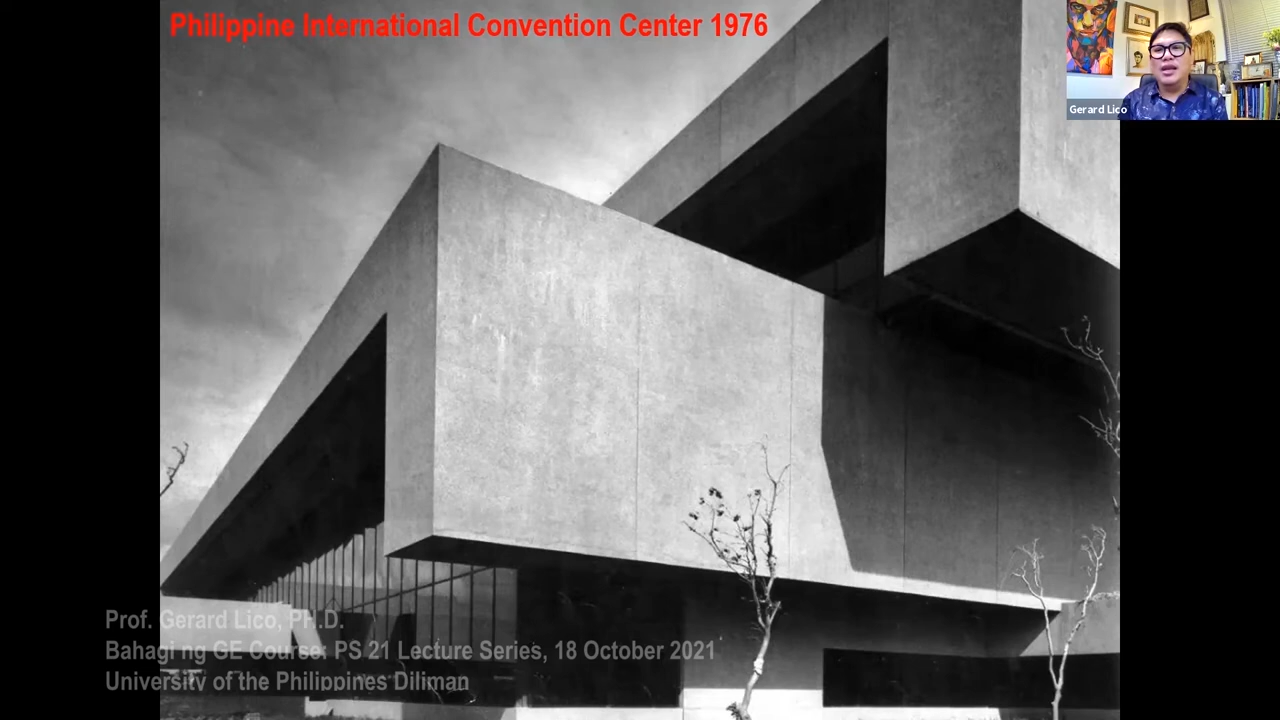 Philippine International Convention Center 1976
Gerard Lico
Prof. Gerard Lico, PH.D.
Bahagi ng GE Course: PS 21 Lecture Series, 18 October 2021
University of the Philippines Diliman